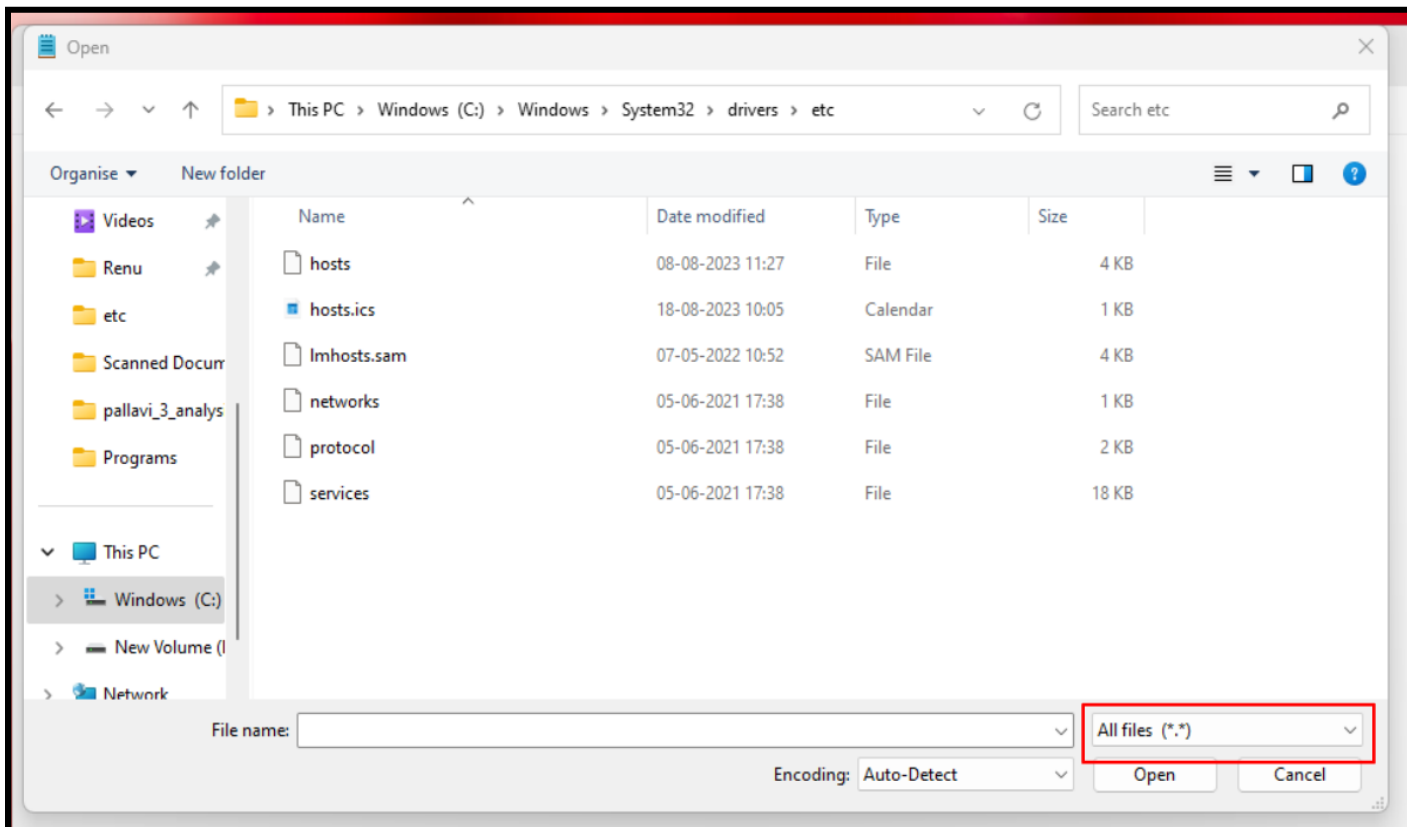 Open
This PC > Windows (C:) > Windows > System32 > drivers > etc
Search etc
Organise
New folder
Name
Date modified
Type
Size
Videos
Renu
etc
Scanned Docum
pallavi_3_analys
Programs
This PC
Windows (C:)
New Volume (
Network
hosts 08-08-2023 11:27 File 4 KB
hosts.ics 18-08-2023 10:05 Calendar 1 KB
lmhosts.sam 07-05-2022 10:52 SAM File 4 KB
networks 05-06-2021 17:38 File 1 KB
protocol 05-06-2021 17:38 File 2 KB
services 05-06-2021 17:38 File 18 KB
File name:
All files (*.*)
Encoding: Auto-Detect
Open
Cancel